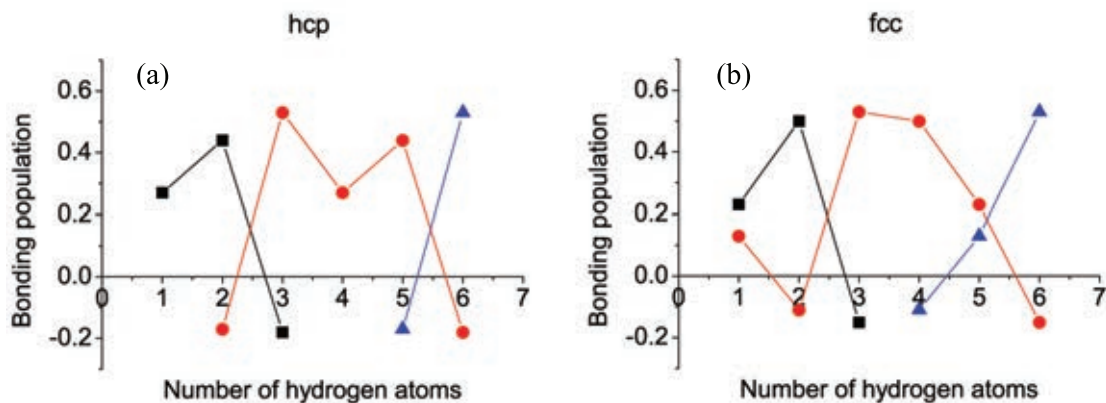 hcp
(a)
0.6
0.4
0.2
0.0
-0.2
Bonding population
0 1 2 3 4 5 6 7
Number of hydrogen atoms
fcc
(b)
0.6
0.4
0.2
0.0
-0.2
Bonding population
0 1 2 3 4 5 6 7
Number of hydrogen atoms